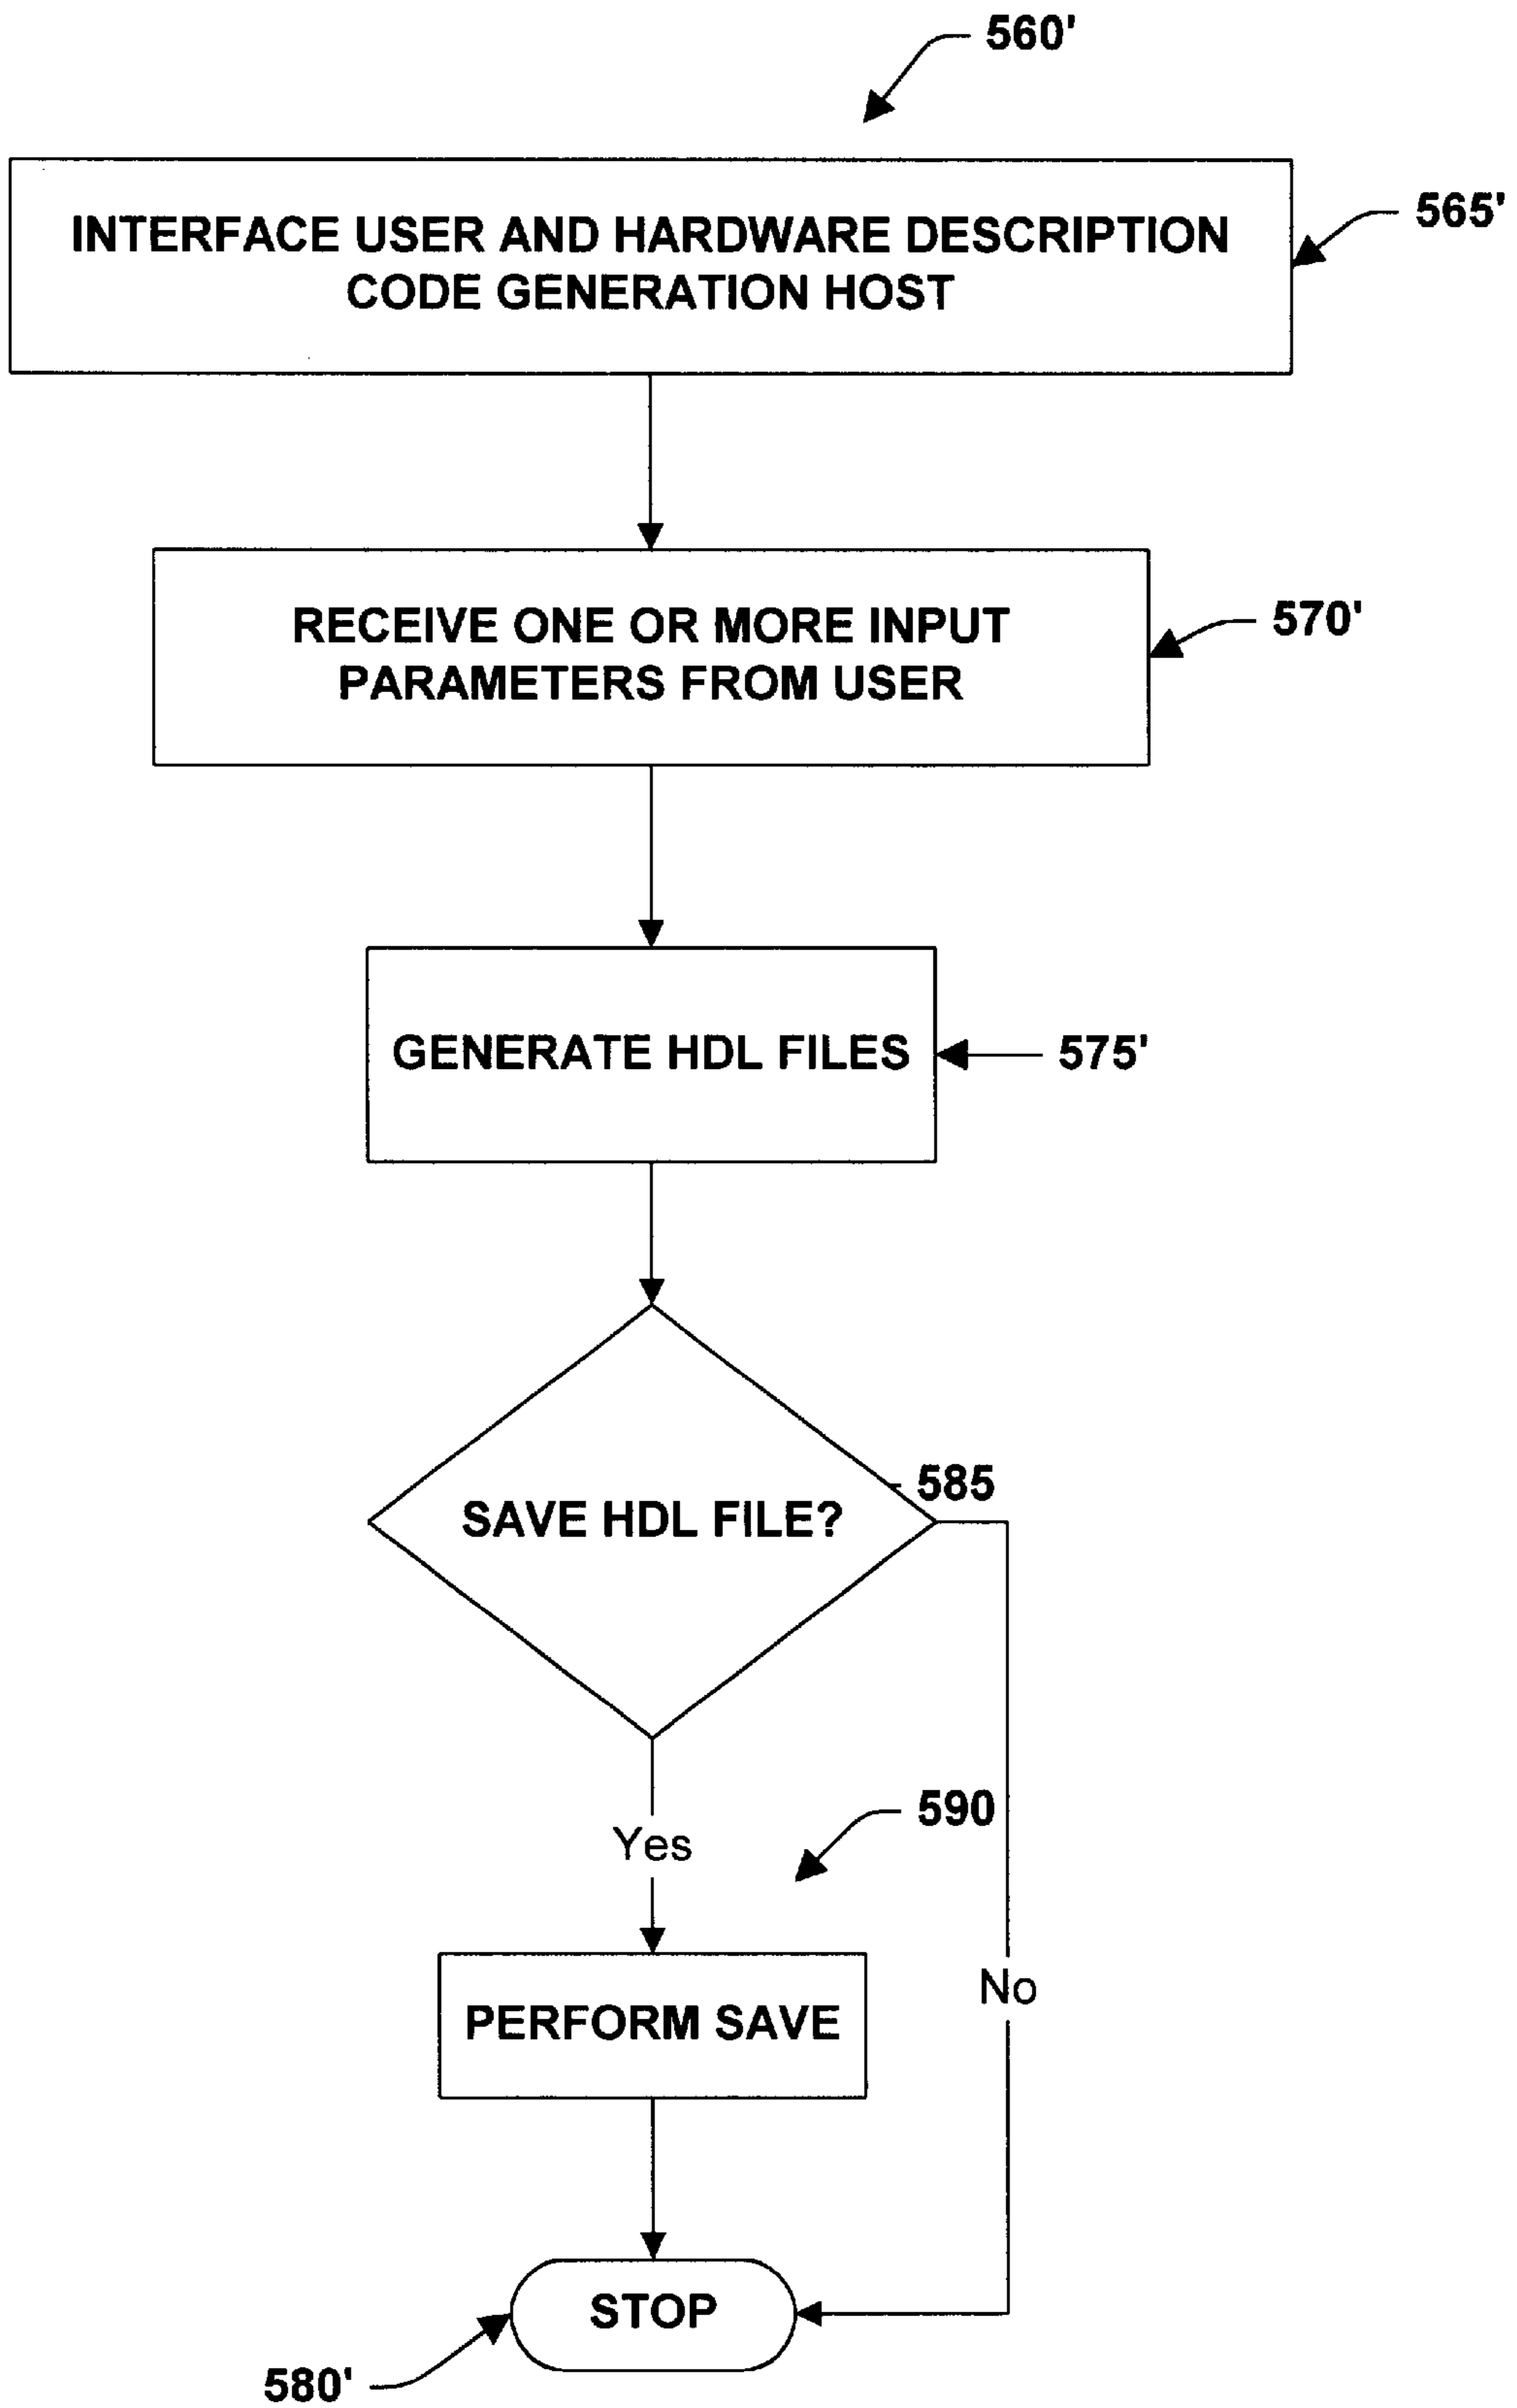 560'
INTERFACE USER AND HARDWARE DESCRIPTION
CODE GENERATION HOST
565'
RECEIVE ONE OR MORE INPUT
PARAMETERS FROM USER
570'
GENERATE HDL FILES
575'
585
SAVE HDL FILE?
590
Yes
No
PERFORM SAVE
STOP
580'